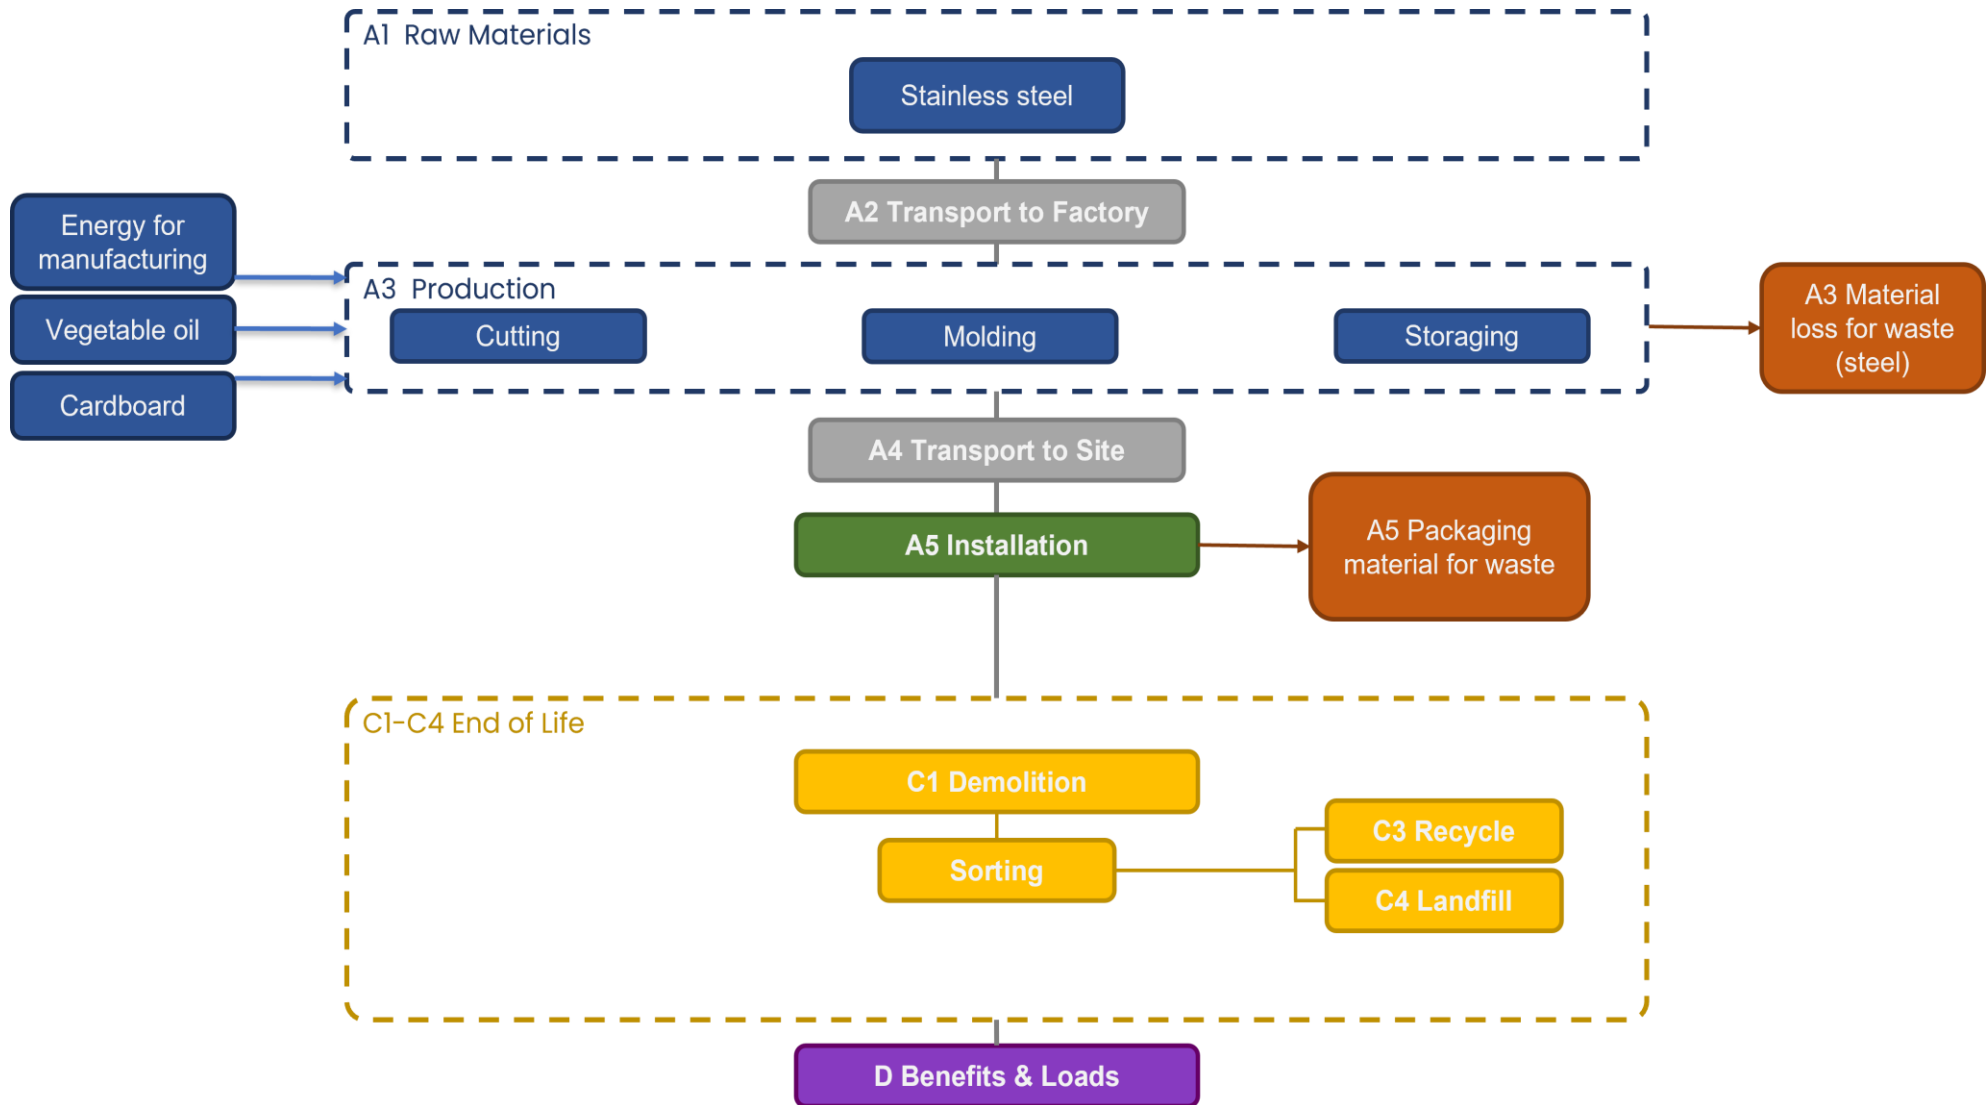 A1  Raw Materials
Stainless steel
A2 Transport to Factory
Energy for
manufacturing
Vegetable oil
Cardboard
A3  Production
Cutting
Molding
Storaging
A3 Material
loss for waste
(steel)
A4 Transport to Site
A5 Installation
A5 Packaging
material for waste
C1-C4 End of Life
C1 Demolition
Sorting
C3 Recycle
C4 Landfill
D Benefits & Loads